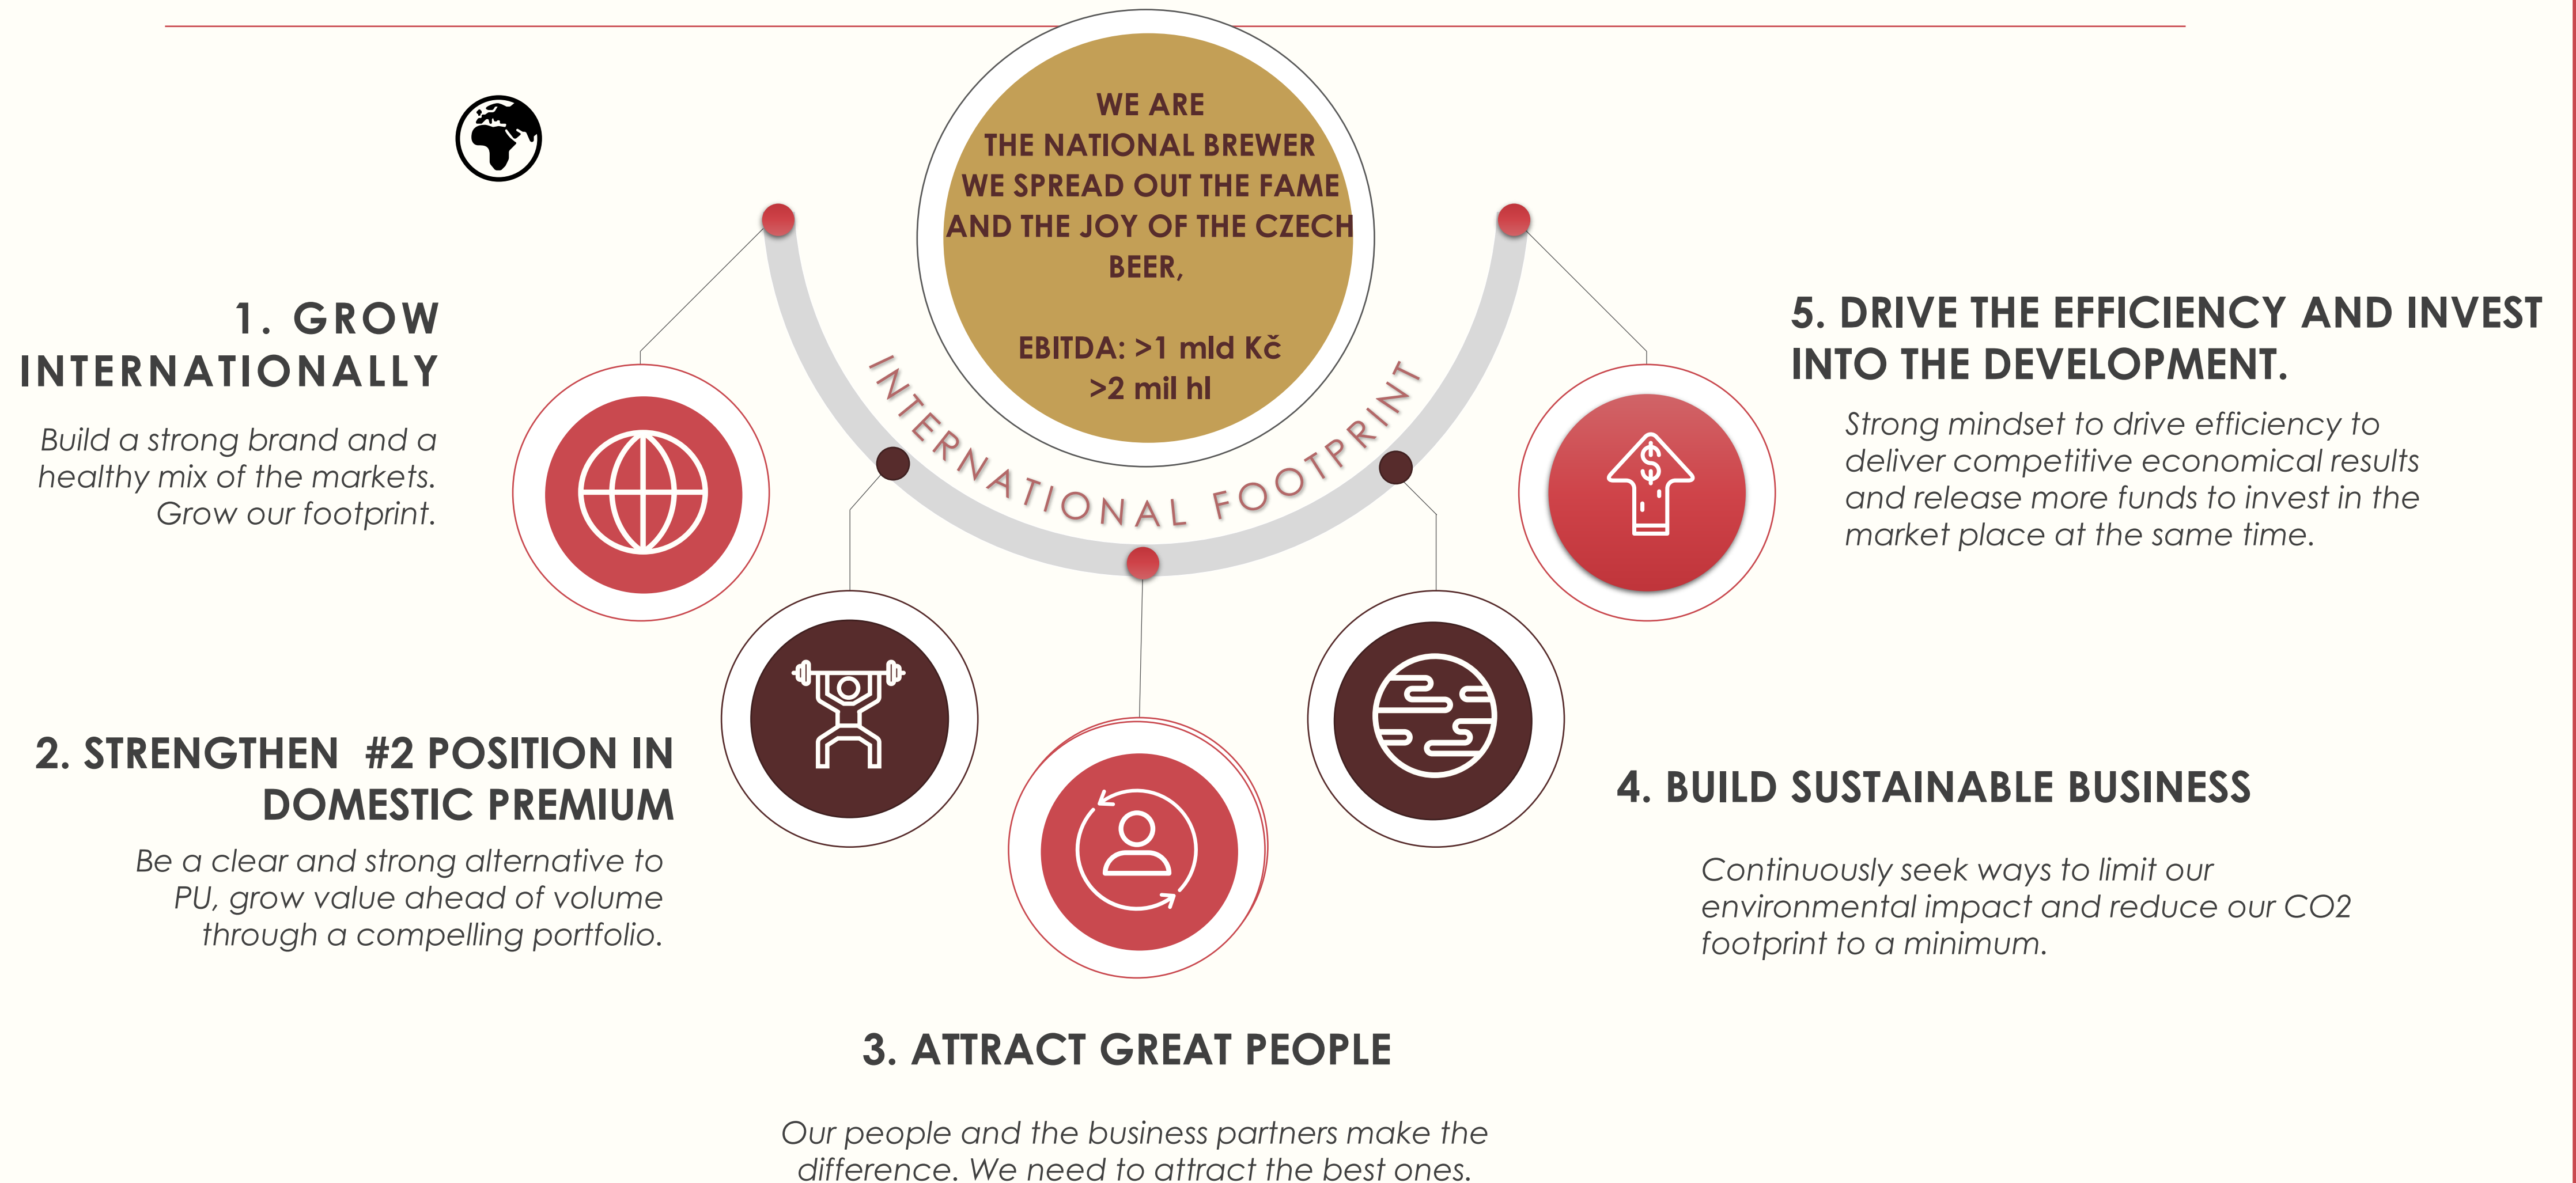 WE ARE
THE NATIONAL BREWER
WE SPREAD OUT THE FAME
AND THE JOY OF THE CZECH
BEER,
EBITDA: >1 mld Kč
>2 mil hl
INTERNATIONAL FOOTPRINT
1. GROW
INTERNATIONALLY
Build a strong brand and a
healthy mix of the markets.
Grow our footprint.
2. STRENGTHEN  #2 POSITION IN
DOMESTIC PREMIUM
Be a clear and strong alternative to
PU, grow value ahead of volume
through a compelling portfolio.
3. ATTRACT GREAT PEOPLE
Our people and the business partners make the
difference. We need to attract the best ones.
4. BUILD SUSTAINABLE BUSINESS
Continuously seek ways to limit our
environmental impact and reduce our CO2
footprint to a minimum.
5. DRIVE THE EFFICIENCY AND INVEST
INTO THE DEVELOPMENT.
Strong mindset to drive efficiency to
deliver competitive economical results
and release more funds to invest in the
market place at the same time.
$